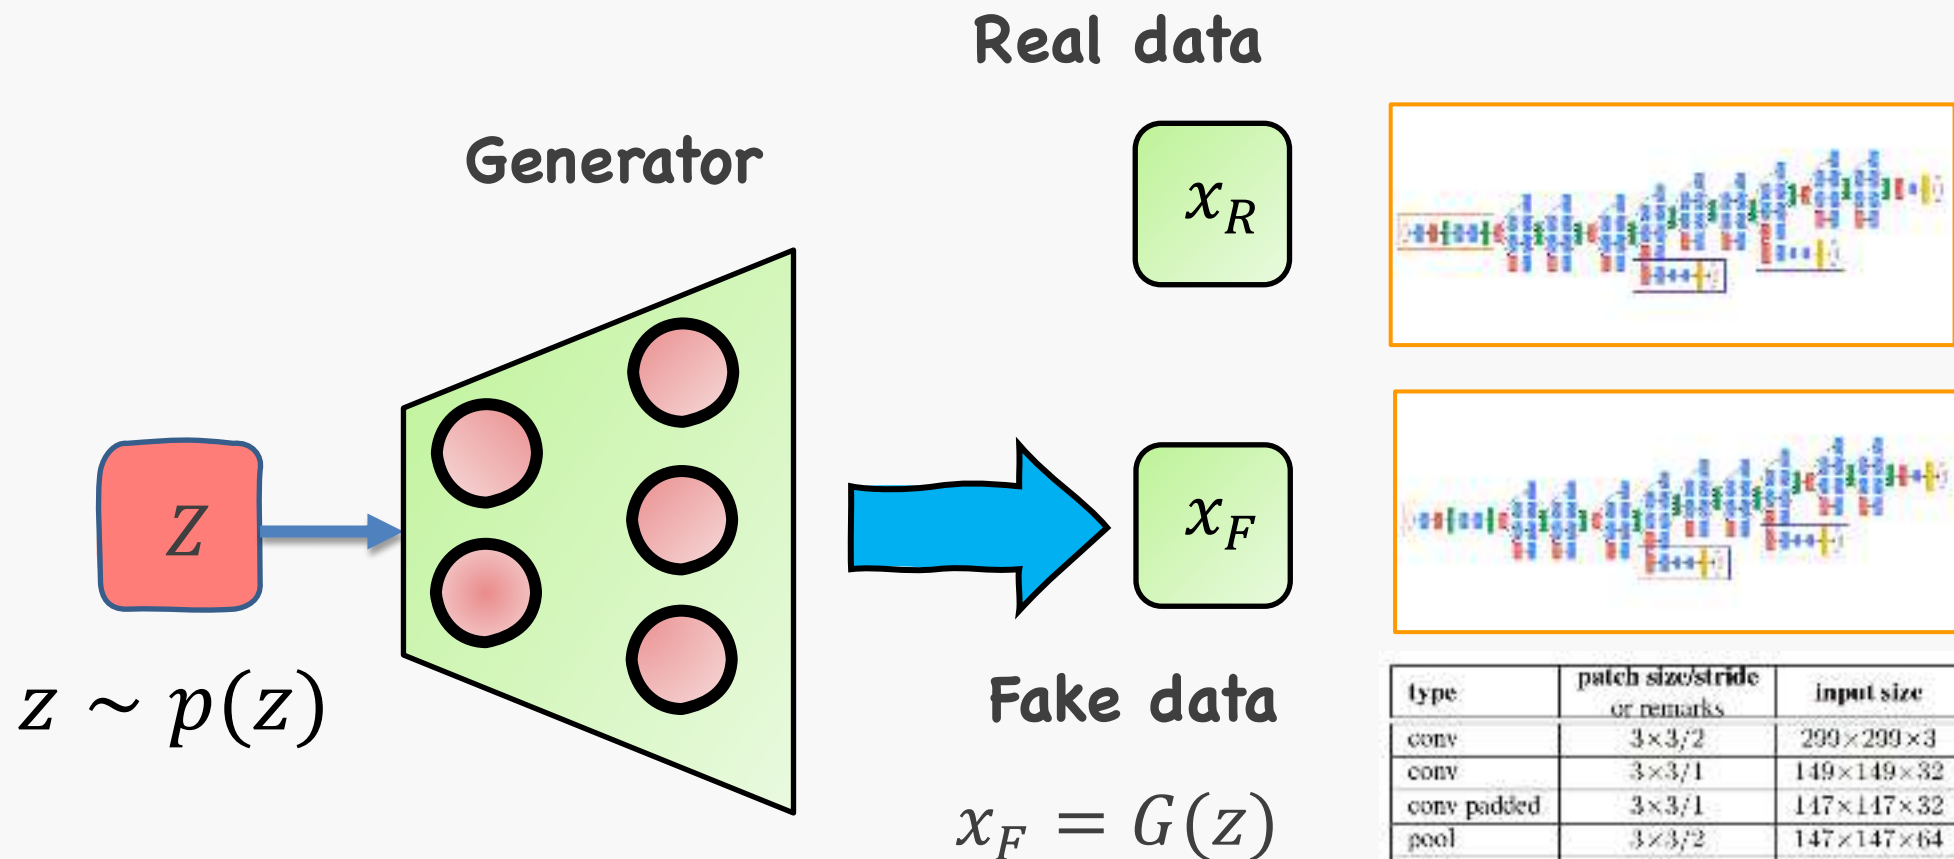 Real data
Generator
x_R
Z
x_F
z ~ p(z)
Fake data
x_F = G(z)
type patch size/stride or remarks input size
conv 3×3/2 299×299×3
conv 3×3/1 149×149×32
conv padded 3×3/1 147×147×32
pool 3×3/2 147×147×64